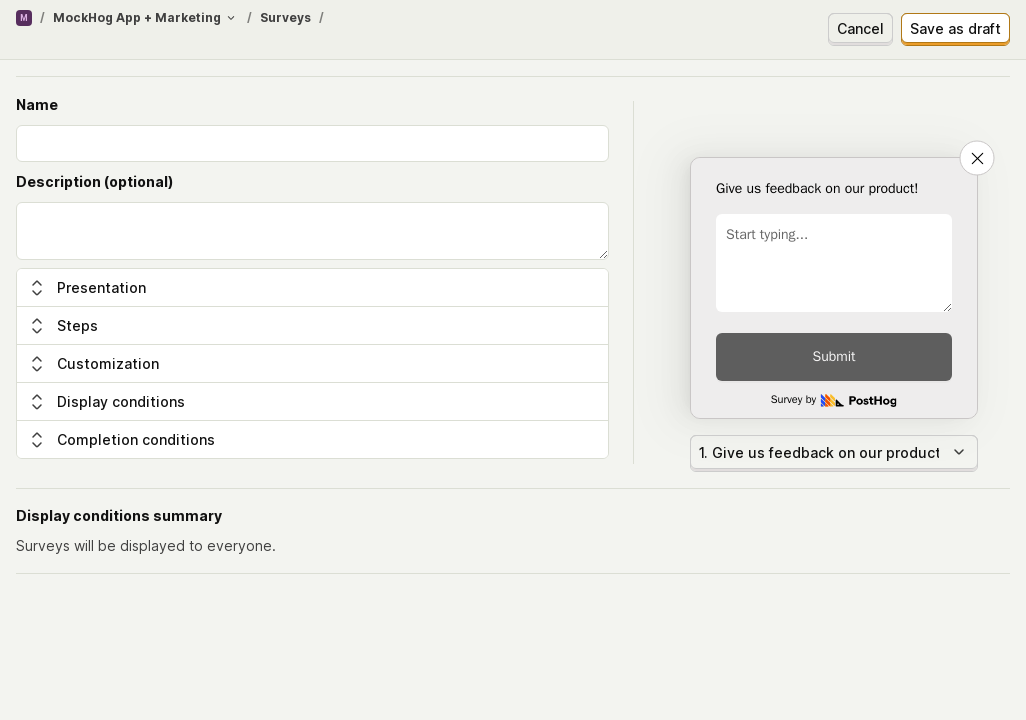 M / MockHog App + Marketing / Surveys /
Cancel
Save as draft
Name
Description (optional)
Presentation
Steps
Customization
Display conditions
Completion conditions
Give us feedback on our product!
Start typing...
Submit
Survey by PostHog
1. Give us feedback on our product
Display conditions summary
Surveys will be displayed to everyone.